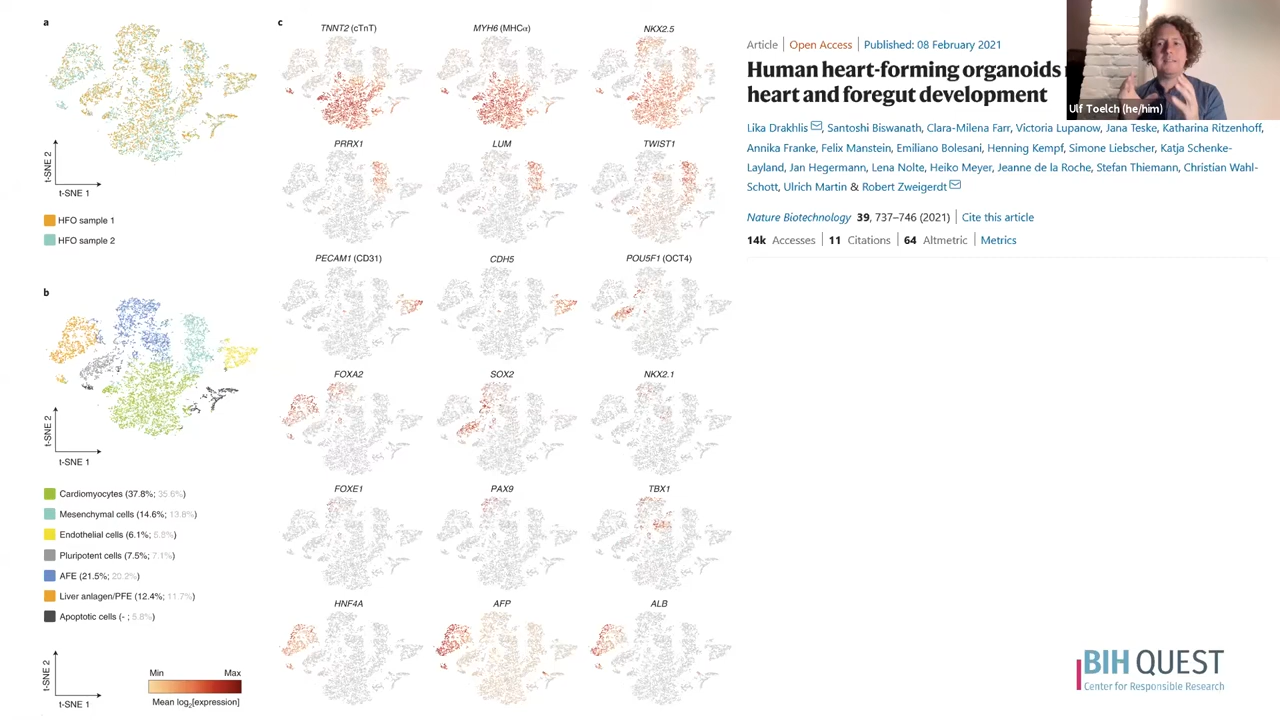 a
t-SNE 2
t-SNE 1
HFO sample 1
HFO sample 2
b
t-SNE 2
t-SNE 1
Cardiomyocytes (37.8%; 35.6%)
Mesenchymal cells (14.6%; 13.8%)
Endothelial cells (6.1%; 5.8%)
Pluripotent cells (7.5%; 7.1%)
AFE (21.5%; 20.2%)
Liver anlagen/PFE (12.4%; 11.7%)
Apoptotic cells (- ; 5.8%)
t-SNE 2
t-SNE 1
Min Max
Mean log2[expression]
c
TNNT2 (cTnT) MYH6 (MHCα) NKX2.5
PRRX1 LUM TWIST1
PECAM1 (CD31) CDH5 POU5F1 (OCT4)
FOXA2 SOX2 NKX2.1
FOXE1 PAX9 TBX1
HNF4A AFP ALB
Article | Open Access | Published: 08 February 2021
Human heart-forming organoids
heart and foregut development
Ulf Toelch (he/him)
Lika Drakhlis, Santoshi Biswanath, Clara-Milena Farr, Victoria Lupanow, Jana Teske, Katharina Ritzenhoff,
Annika Franke, Felix Manstein, Emiliano Bolesani, Henning Kempf, Simone Liebscher, Katja Schenke-
Layland, Jan Hegermann, Lena Nolte, Heiko Meyer, Jeanne de la Roche, Stefan Thiemann, Christian Wahl-
Schott, Ulrich Martin & Robert Zweigerdt
Nature Biotechnology 39, 737–746 (2021) | Cite this article
14k Accesses | 11 Citations | 64 Altmetric | Metrics
BIH QUEST
Center for Responsible Research